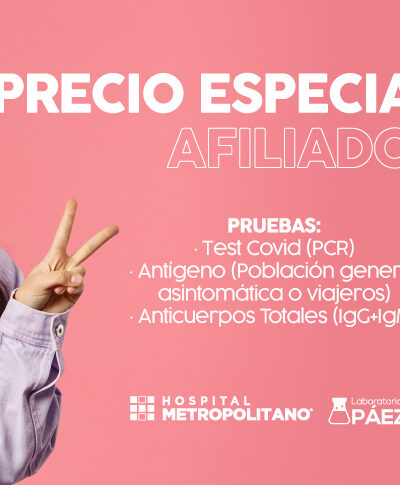 PRECIO ESPECIA
AFILIADO
PRUEBAS:
· Test Covid (PCR)
· Antígeno (Población gener
asintomática o viajeros)
· Anticuerpos Totales (IgG+Ig
HOSPITAL
METROPOLITANO
Laboratorio
PÁEZ